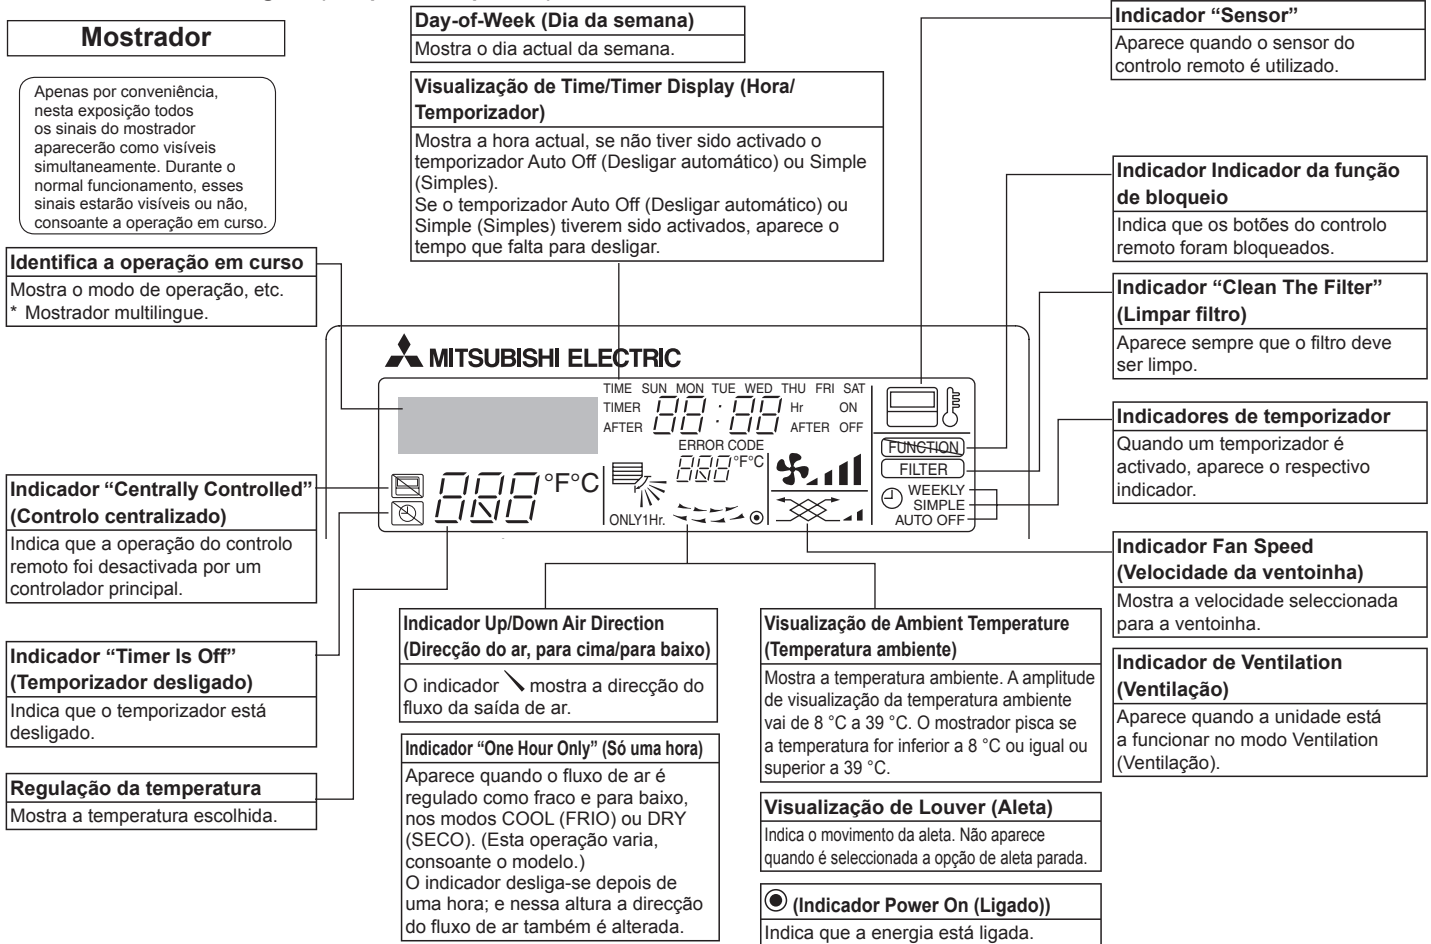 Mostrador
Apenas por conveniência,
nesta exposição todos
os sinais do mostrador
aparecerão como visíveis
simultaneamente. Durante o
normal funcionamento, esses
sinais estarão visíveis ou não,
consoante a operação em curso.
Identifica a operação em curso
Mostra o modo de operação, etc.
* Mostrador multilingue.
Day-of-Week (Dia da semana)
Mostra o dia actual da semana.
Visualização de Time/Timer Display (Hora/
Temporizador)
Mostra a hora actual, se não tiver sido activado o
temporizador Auto Off (Desligar automático) ou Simple
(Simples).
Se o temporizador Auto Off (Desligar automático) ou
Simple (Simples) tiverem sido activados, aparece o
tempo que falta para desligar.
Indicador “Sensor”
Aparece quando o sensor do
controlo remoto é utilizado.
Indicador Indicador da função
de bloqueio
Indica que os botões do controlo
remoto foram bloqueados.
Indicador “Clean The Filter”
(Limpar filtro)
Aparece sempre que o filtro deve
ser limpo.
Indicadores de temporizador
Quando um temporizador é
activado, aparece o respectivo
indicador.
Indicador Fan Speed
(Velocidade da ventoinha)
Mostra a velocidade seleccionada
para a ventoinha.
Indicador de Ventilation
(Ventilação)
Aparece quando a unidade está
a funcionar no modo Ventilation
(Ventilação).
MITSUBISHI ELECTRIC
TIME SUN MON TUE WED THU FRI SAT
TIMER 88:88 Hr ON
AFTER AFTER OFF
ERROR CODE
°F°C
FUNCTION
FILTER
°F°C
WEEKLY
SIMPLE
AUTO OFF
ONLY1Hr.
Indicador “Centrally Controlled”
(Controlo centralizado)
Indica que a operação do controlo
remoto foi desactivada por um
controlador principal.
Indicador “Timer Is Off”
(Temporizador desligado)
Indica que o temporizador está
desligado.
Regulação da temperatura
Mostra a temperatura escolhida.
Indicador Up/Down Air Direction
(Direcção do ar, para cima/para baixo)
O indicador mostra a direcção do
fluxo da saída de ar.
Indicador “One Hour Only” (Só uma hora)
Aparece quando o fluxo de ar é
regulado como fraco e para baixo,
nos modos COOL (FRIO) ou DRY
(SECO). (Esta operação varia,
consoante o modelo.)
O indicador desliga-se depois de
uma hora; e nessa altura a direcção
do fluxo de ar também é alterada.
Visualização de Ambient Temperature
(Temperatura ambiente)
Mostra a temperatura ambiente. A amplitude
de visualização da temperatura ambiente
vai de 8 °C a 39 °C. O mostrador pisca se
a temperatura for inferior a 8 °C ou igual ou
superior a 39 °C.
Visualização de Louver (Aleta)
Indica o movimento da aleta. Não aparece
quando é seleccionada a opção de aleta parada.
(Indicador Power On (Ligado))
Indica que a energia está ligada.